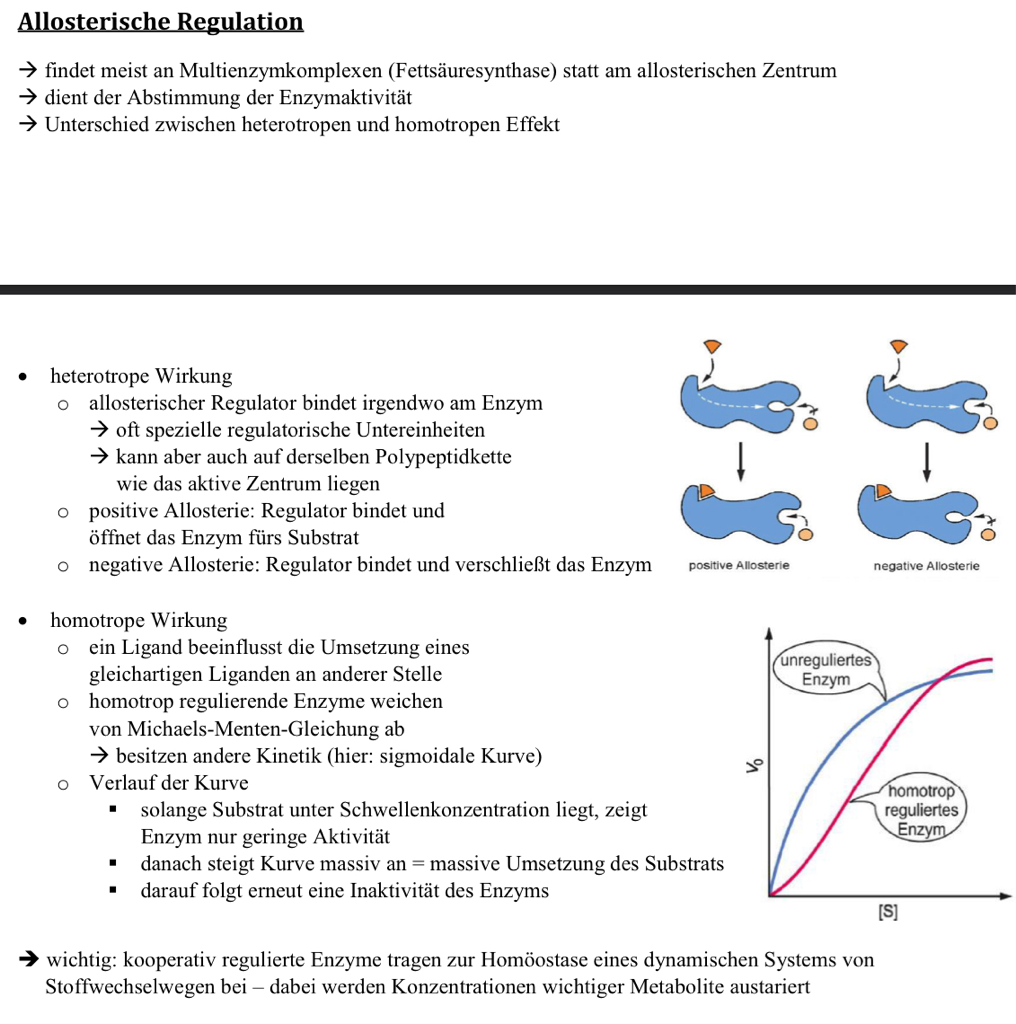 Allosterische Regulation
→ findet meist an Multienzymkomplexen (Fettsäuresynthase) statt am allosterischen Zentrum
→ dient der Abstimmung der Enzymaktivität
→ Unterschied zwischen heterotropen und homotropen Effekt
• heterotrope Wirkung
o allosterischer Regulator bindet irgendwo am Enzym
→ oft spezielle regulatorische Untereinheiten
→ kann aber auch auf derselben Polypeptidkette
wie das aktive Zentrum liegen
o positive Allosterie: Regulator bindet und
öffnet das Enzym fürs Substrat
o negative Allosterie: Regulator bindet und verschließt das Enzym
positive Allosterie
negative Allosterie
• homotrope Wirkung
o ein Ligand beeinflusst die Umsetzung eines
gleichartigen Liganden an anderer Stelle
o homotrop regulierende Enzyme weichen
von Michaels-Menten-Gleichung ab
→ besitzen andere Kinetik (hier: sigmoidale Kurve)
o Verlauf der Kurve
▪ solange Substrat unter Schwellenkonzentration liegt, zeigt
Enzym nur geringe Aktivität
▪ danach steigt Kurve massiv an = massive Umsetzung des Substrats
▪ darauf folgt erneut eine Inaktivität des Enzyms
unreguliertes
Enzym
V₀
homotrop
reguliertes
Enzym
[S]
→ wichtig: kooperativ regulierte Enzyme tragen zur Homöostase eines dynamischen Systems von
Stoffwechselwegen bei – dabei werden Konzentrationen wichtiger Metabolite austariert